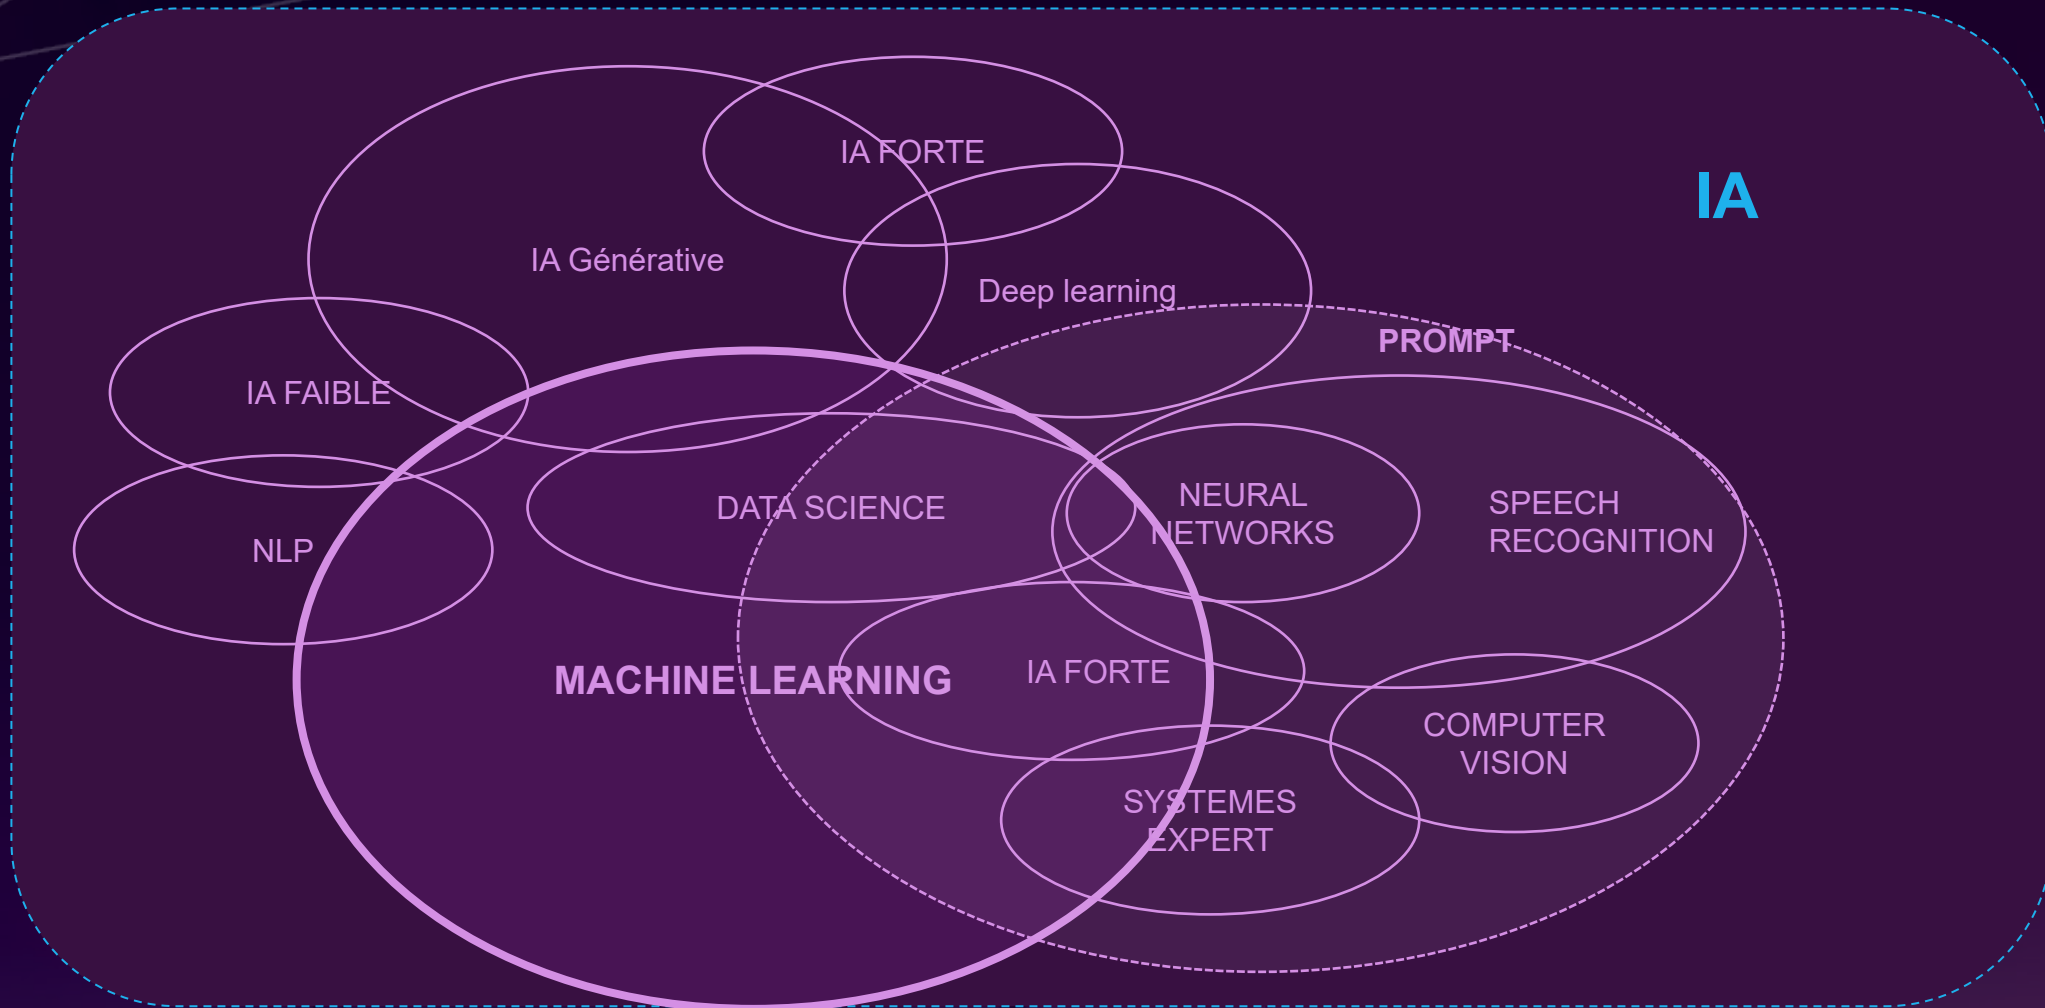 IA FORTE
IA
IA Générative
Deep learning
PROMPT
IA FAIBLE
NEURAL
NETWORKS
SPEECH
RECOGNITION
DATA SCIENCE
NLP
MACHINE LEARNING
IA FORTE
COMPUTER
VISION
SYSTEMES
EXPERT